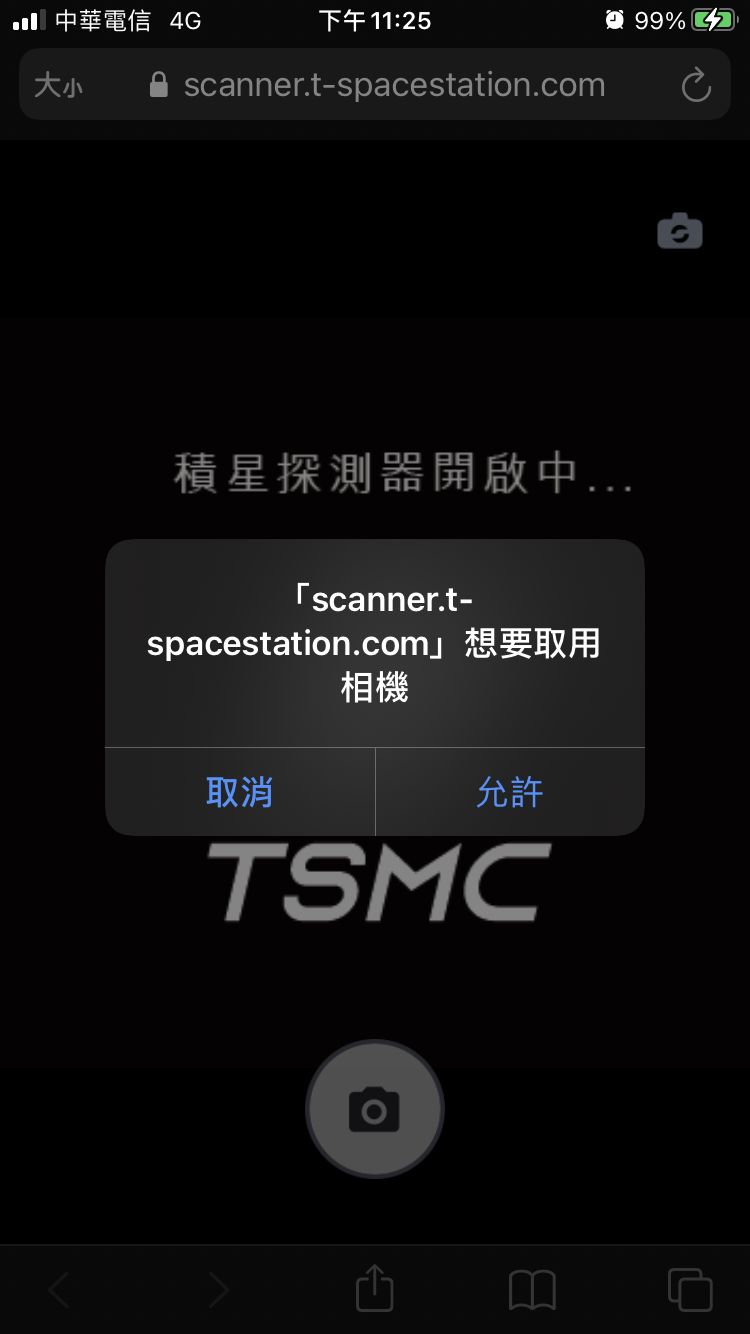 中華電信 4G 下午11:25 99%
大小 scanner.t-spacestation.com
積星探測器開啟中...
「scanner.t-
spacestation.com」想要取用
相機
取消 允許
TSMC